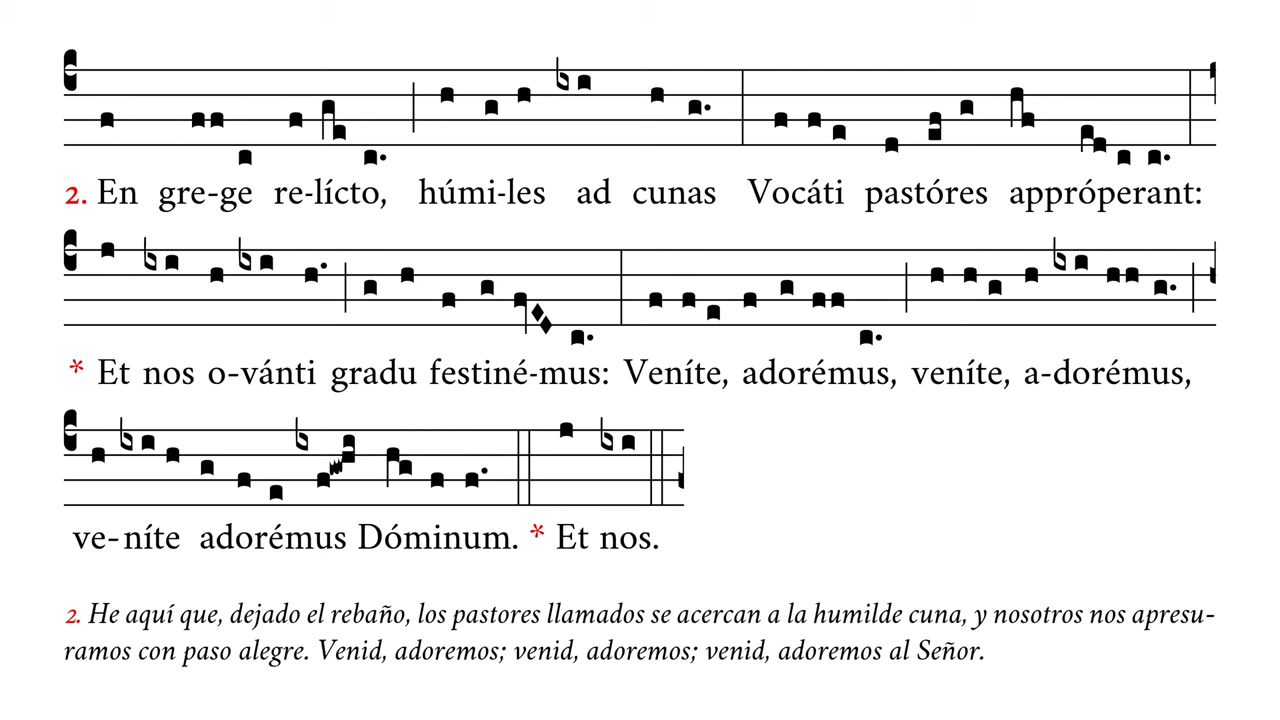 2. En gre-ge re-lícto, húmi-les ad cunas Vocáti pastóres appróperant:
* Et nos o-vánti gradu festiné-mus: Veníte, adorémus, veníte, a-dorémus,
ve-níte adorémus Dóminum. * Et nos.
2. He aquí que, dejado el rebaño, los pastores llamados se acercan a la humilde cuna, y nosotros nos apresu-
ramos con paso alegre. Venid, adoremos; venid, adoremos; venid, adoremos al Señor.